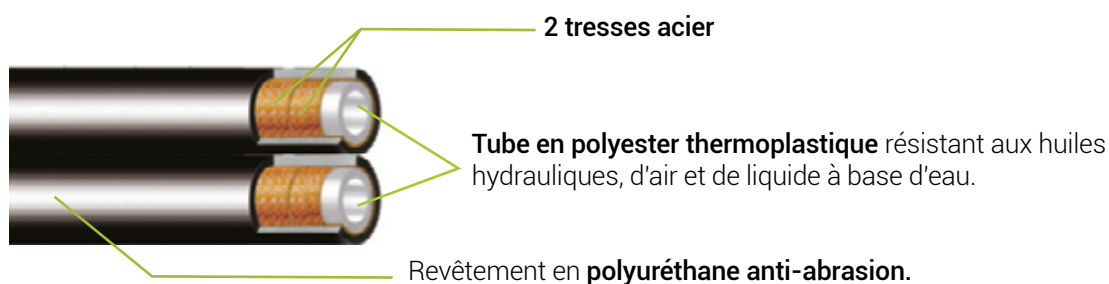 2 tresses acier
Tube en polyester thermoplastique résistant aux huiles
hydrauliques, d'air et de liquide à base d'eau.
Revêtement en polyuréthane anti-abrasion.